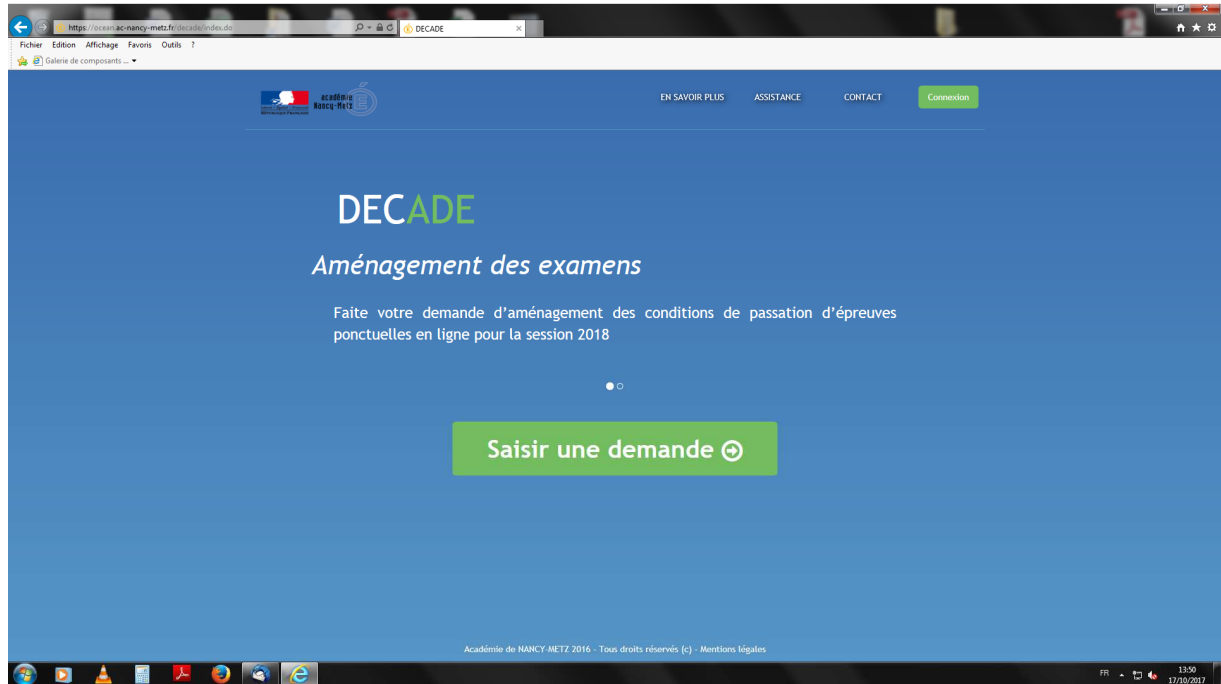 https://ocean.ac-nancy-metz.fr/decade/index.do
DECADE
Fichier Edition Affichage Favoris Outils ?
Galerie de composants ...
académie
Nancy-Metz
RÉPUBLIQUE FRANÇAISE
EN SAVOIR PLUS ASSISTANCE CONTACT Connexion
DECADE
Aménagement des examens
Faite votre demande d'aménagement des conditions de passation d'épreuves
ponctuelles en ligne pour la session 2018
Saisir une demande
Académie de NANCY-METZ 2016 - Tous droits réservés (c) - Mentions légales
FR
13:50
17/10/2017